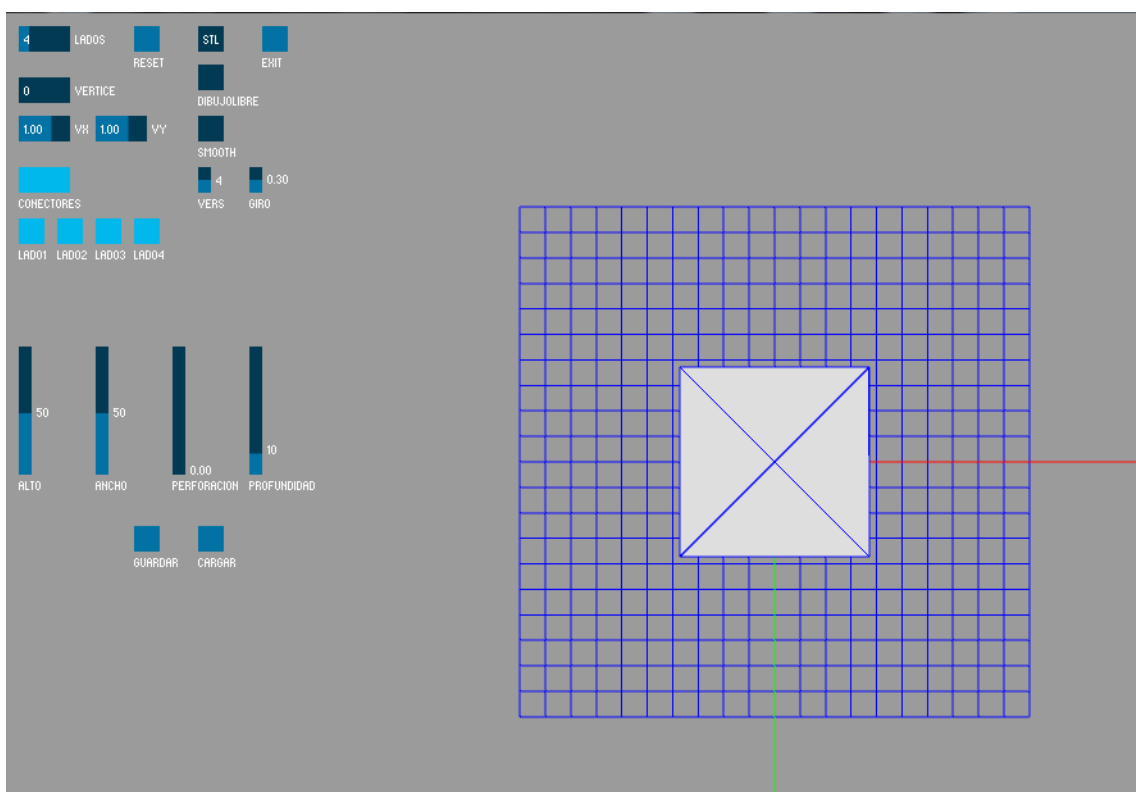 4 LADOS STL
RESET EXIT
0 VERTICE
DIBUJOLIBRE
1.00 VX 1.00 VY
SMOOTH
4 0.30
CONECTORES VERS GIRO
LADO1 LADO2 LADO3 LADO4
50 50
10
0.00
ALTO ANCHO PERFORACION PROFUNDIDAD
GUARDAR CARGAR